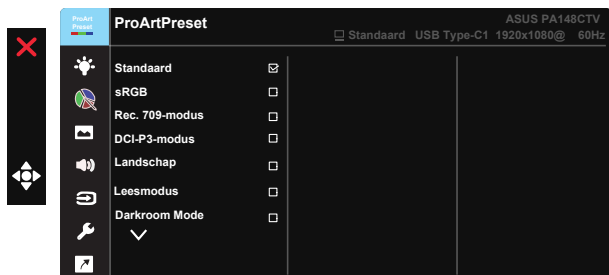 ProArt
Preset
ProArtPreset
ASUS PA148CTV
Standaard USB Type-C1 1920x1080@ 60Hz
Standaard
sRGB
Rec. 709-modus
DCI-P3-modus
Landschap
Leesmodus
Darkroom Mode